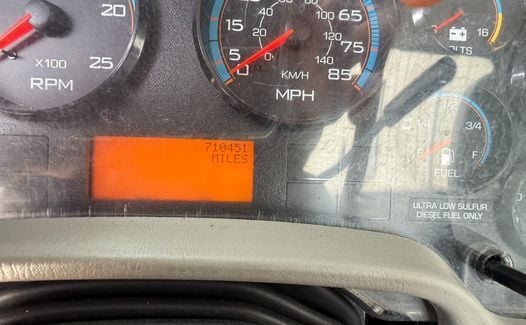 20
25
X100
RPM
0
5
15
65
75
85
0
20
40
60
80
100
120
140
KM/H
MPH
16
VOLTS
1/4
1/2
3/4
F
FUEL
710451
MILES
ULTRA LOW SULFUR
DIESEL FUEL ONLY